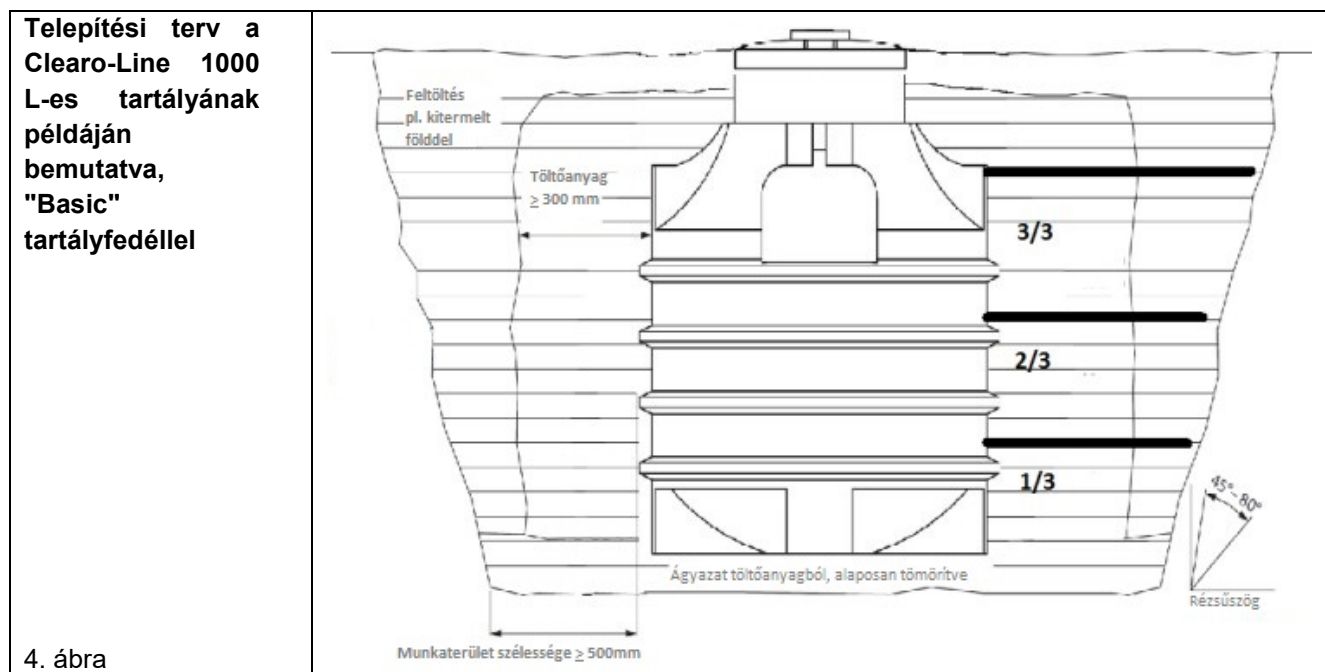 Telepítési terv a
Clearo-Line 1000
L-es tartályának
példáján
bemutatva,
"Basic"
tartályfedéllel
4. ábra
Feltöltés
pl. kitermelt
földdel
Töltőanyag
≥ 300 mm
3/3
2/3
1/3
45°–80°
Ágyazat töltőanyagból, alaposan tömörítve
Rézsűszög
Munkaterület szélessége ≥ 500mm